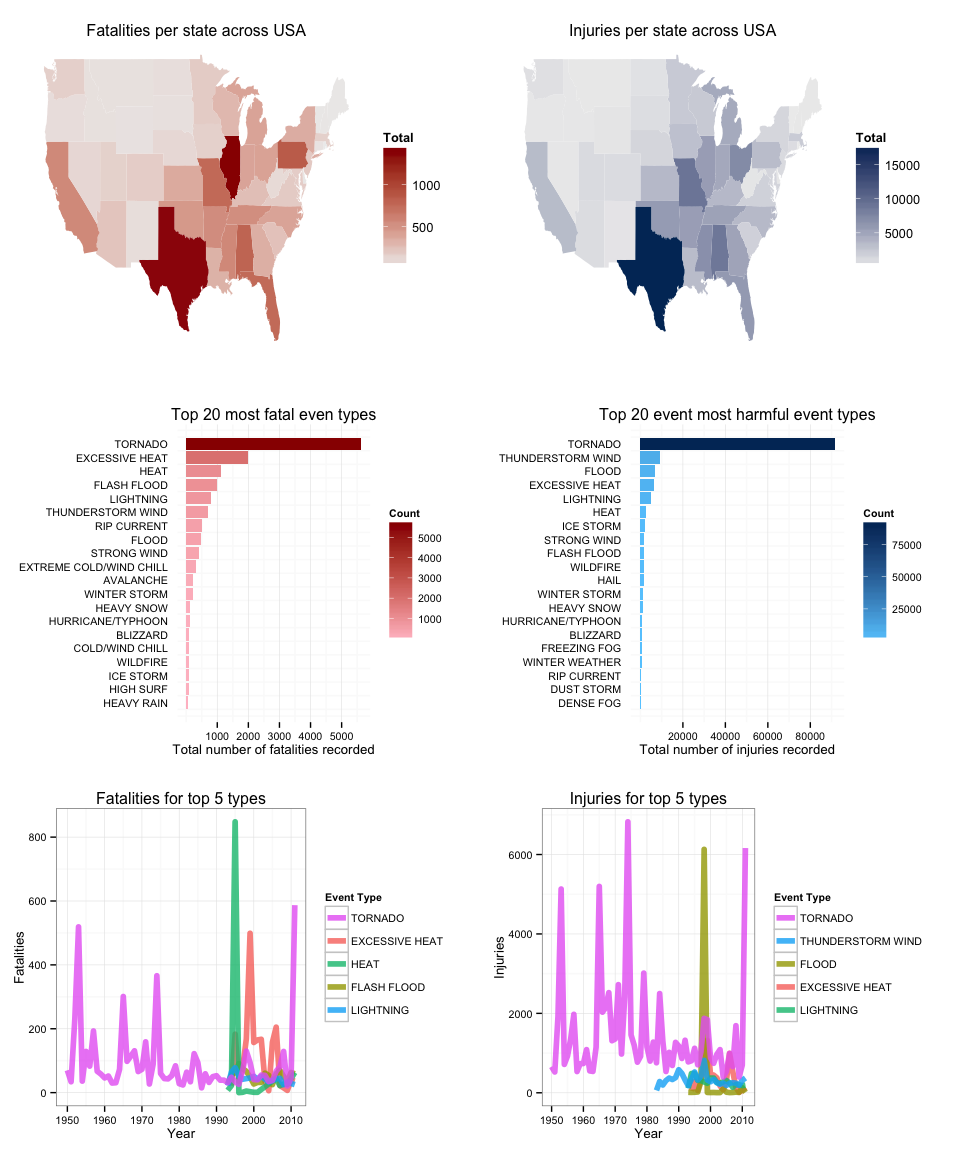 Fatalities per state across USA
Total
1000
500
Injuries per state across USA
Total
15000
10000
5000
Top 20 most fatal even types
TORNADO
EXCESSIVE HEAT
HEAT
FLASH FLOOD
LIGHTNING
THUNDERSTORM WIND
RIP CURRENT
FLOOD
STRONG WIND
EXTREME COLD/WIND CHILL
AVALANCHE
WINTER STORM
HEAVY SNOW
HURRICANE/TYPHOON
BLIZZARD
COLD/WIND CHILL
WILDFIRE
ICE STORM
HIGH SURF
HEAVY RAIN
1000 2000 3000 4000 5000
Total number of fatalities recorded
Count
5000
4000
3000
2000
1000
Top 20 event most harmful event types
TORNADO
THUNDERSTORM WIND
FLOOD
EXCESSIVE HEAT
LIGHTNING
HEAT
ICE STORM
STRONG WIND
FLASH FLOOD
WILDFIRE
HAIL
WINTER STORM
HEAVY SNOW
HURRICANE/TYPHOON
BLIZZARD
FREEZING FOG
WINTER WEATHER
RIP CURRENT
DUST STORM
DENSE FOG
20000 40000 60000 80000
Total number of injuries recorded
Count
75000
50000
25000
Fatalities for top 5 types
Fatalities
800
600
400
200
0
1950 1960 1970 1980 1990 2000 2010
Year
Event Type
TORNADO
EXCESSIVE HEAT
HEAT
FLASH FLOOD
LIGHTNING
Injuries for top 5 types
Injuries
6000
4000
2000
0
1950 1960 1970 1980 1990 2000 2010
Year
Event Type
TORNADO
THUNDERSTORM WIND
FLOOD
EXCESSIVE HEAT
LIGHTNING